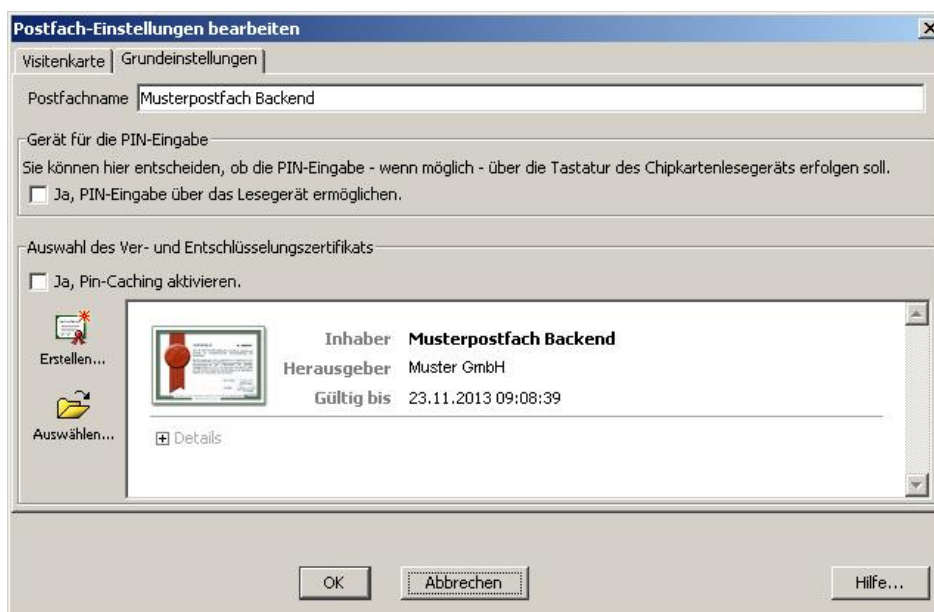 Postfach-Einstellungen bearbeiten
Visitenkarte Grundeinstellungen
Postfachname Musterpostfach Backend
Gerät für die PIN-Eingabe
Sie können hier entscheiden, ob die PIN-Eingabe - wenn möglich - über die Tastatur des Chipkartenlesegeräts erfolgen soll.
Ja, PIN-Eingabe über das Lesegerät ermöglichen.
Auswahl des Ver- und Entschlüsselungszertifikats
Ja, Pin-Caching aktivieren.
Erstellen...
Inhaber Musterpostfach Backend
Herausgeber Muster GmbH
Gültig bis 23.11.2013 09:08:39
Auswählen...
Details
OK Abbrechen Hilfe...